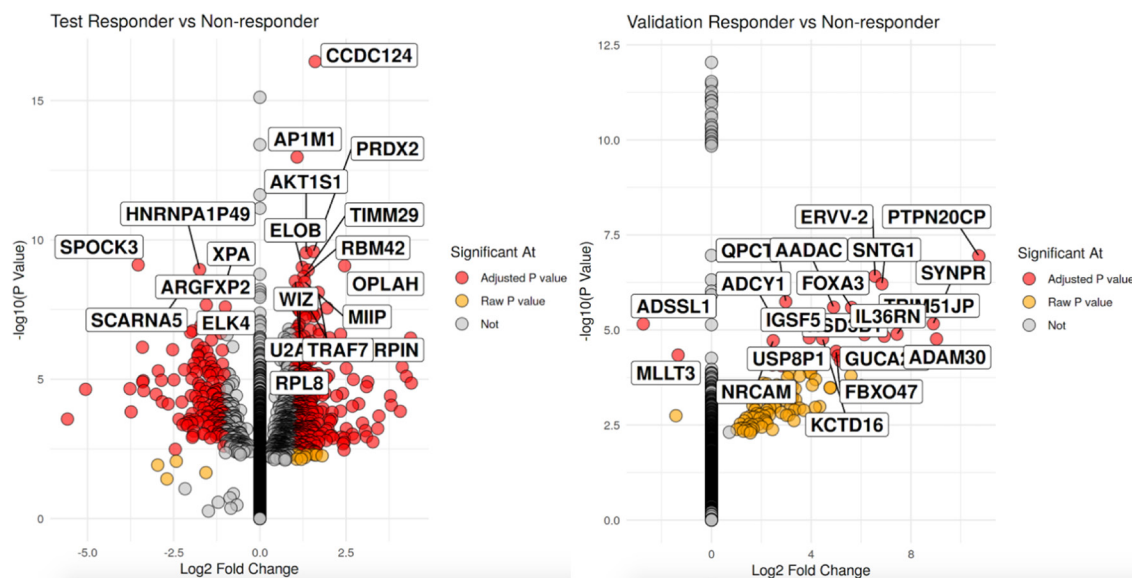 Test Responder vs Non-responder
CCDC124
AP1M1
PRDX2
AKT1S1
HNRNPA1P49
TIMM29
ELOB
SPOCK3
XPA
RBM42
ARGFXP2
OPLAH
WIZ
SCARNA5
ELK4
MIIP
TRAF7
RPIN
RPL8
15
10
5
0
-5.0
-2.5
0.0
2.5
-log10(P Value)
Log2 Fold Change
Significant At
Adjusted P value
Raw P value
Not
Validation Responder vs Non-responder
ERVV-2
PTPN20CP
QPCT
AADAC
SNTG1
SYNPR
ADCY1
FOXA3
ADSSL1
IGSF5
IL36RN
MLLT3
USP8P1
ADAM30
NRCAM
FBXO47
KCTD16
12.5
10.0
7.5
5.0
2.5
0.0
0
4
8
-log10(P Value)
Log2 Fold Change
Significant At
Adjusted P value
Raw P value
Not